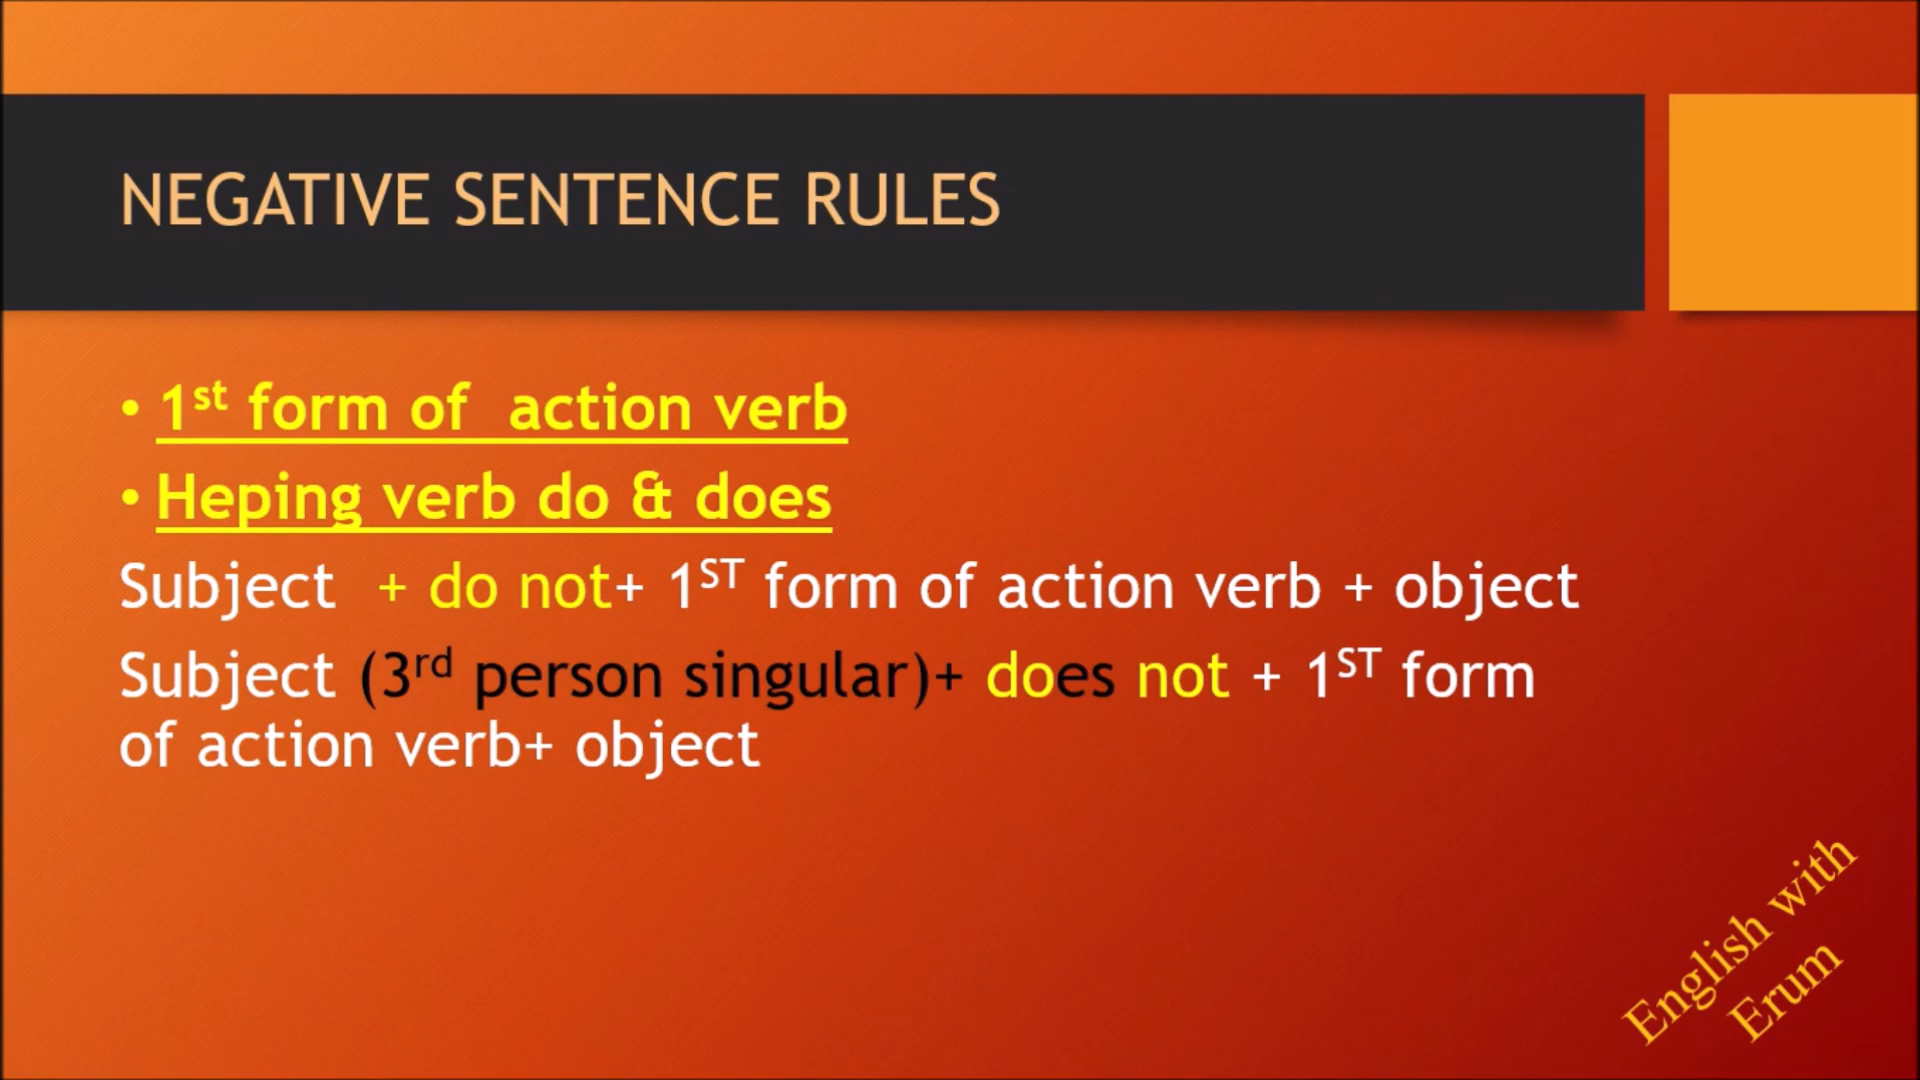 NEGATIVE SENTENCE RULES
• 1st form of action verb
• Heping verb do & does
Subject + do not+ 1ST form of action verb + object
Subject (3rd person singular)+ does not + 1ST form
of action verb+ object
English with
Erum